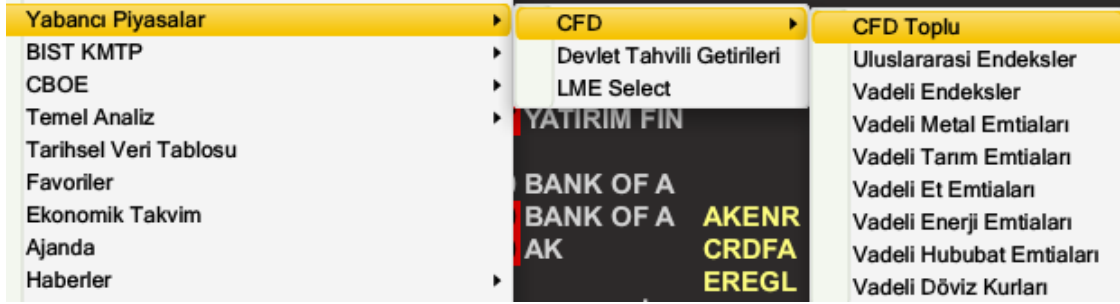 Yabancı Piyasalar
BIST KMTP
CBOE
Temel Analiz
Tarihsel Veri Tablosu
Favoriler
Ekonomik Takvim
Ajanda
Haberler
CFD
Devlet Tahvili Getirileri
LME Select
YATIRIM FIN
BANK OF A
BANK OF A AKENR
AK CRDFA
EREGL
CFD Toplu
Uluslararasi Endeksler
Vadeli Endeksler
Vadeli Metal Emtiaları
Vadeli Tarım Emtiaları
Vadeli Et Emtiaları
Vadeli Enerji Emtiaları
Vadeli Hububat Emtiaları
Vadeli Döviz Kurları